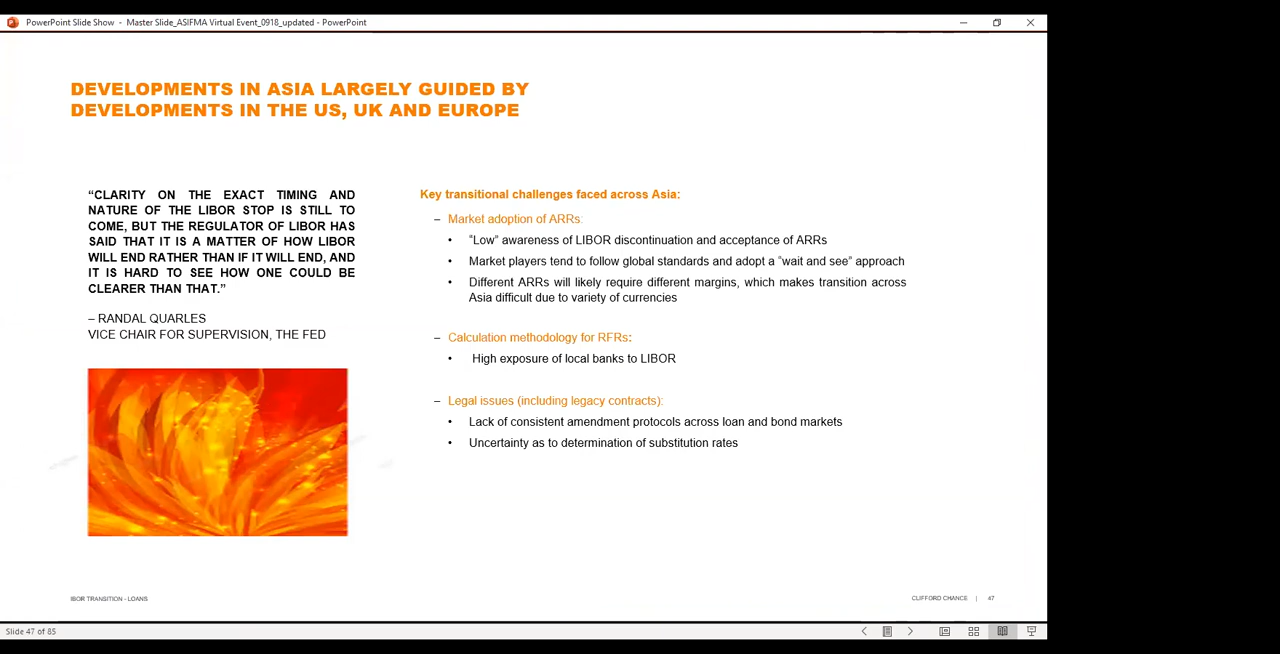 PowerPoint Slide Show - Master Slide_ASIFMA Virtual Event_0918_updated - PowerPoint
DEVELOPMENTS IN ASIA LARGELY GUIDED BY
DEVELOPMENTS IN THE US, UK AND EUROPE
“CLARITY ON THE EXACT TIMING AND
NATURE OF THE LIBOR STOP IS STILL TO
COME, BUT THE REGULATOR OF LIBOR HAS
SAID THAT IT IS A MATTER OF HOW LIBOR
WILL END RATHER THAN IF IT WILL END, AND
IT IS HARD TO SEE HOW ONE COULD BE
CLEARER THAN THAT.”
– RANDAL QUARLES
VICE CHAIR FOR SUPERVISION, THE FED
Key transitional challenges faced across Asia:
– Market adoption of ARRs:
• “Low” awareness of LIBOR discontinuation and acceptance of ARRs
• Market players tend to follow global standards and adopt a “wait and see” approach
• Different ARRs will likely require different margins, which makes transition across
Asia difficult due to variety of currencies
– Calculation methodology for RFRs:
• High exposure of local banks to LIBOR
– Legal issues (including legacy contracts):
• Lack of consistent amendment protocols across loan and bond markets
• Uncertainty as to determination of substitution rates
IBOR TRANSITION - LOANS
CLIFFORD CHANCE | 47
Slide 47 of 85